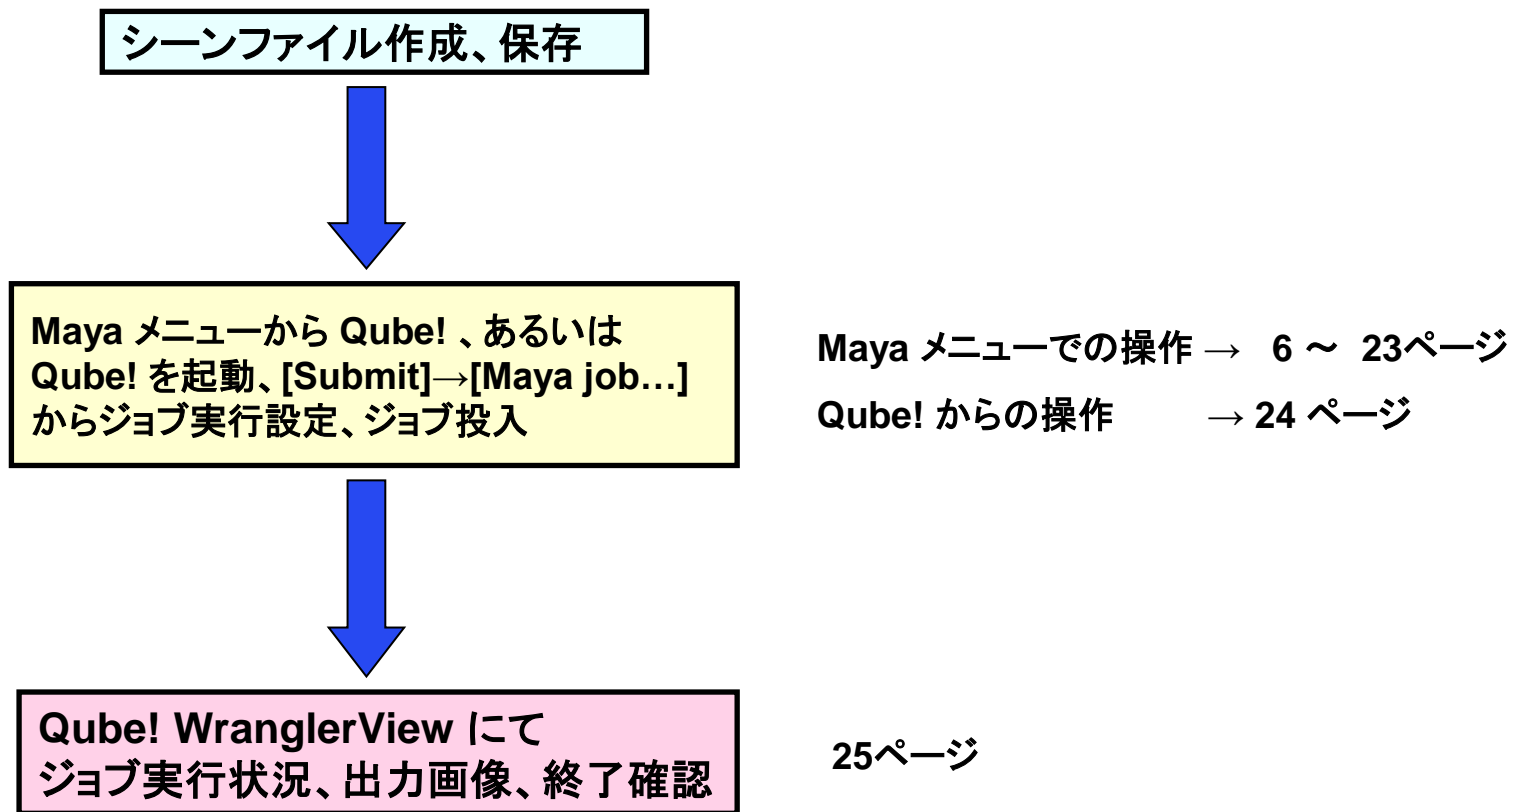 シーンファイル作成、保存
Maya メニューから Qube! 、あるいは
Qube! を起動、[Submit]→[Maya job…]
からジョブ実行設定、ジョブ投入
Maya メニューでの操作 → 6 ～ 23ページ
Qube! からの操作 → 24 ページ
Qube! WranglerView にて
ジョブ実行状況、出力画像、終了確認
25ページ